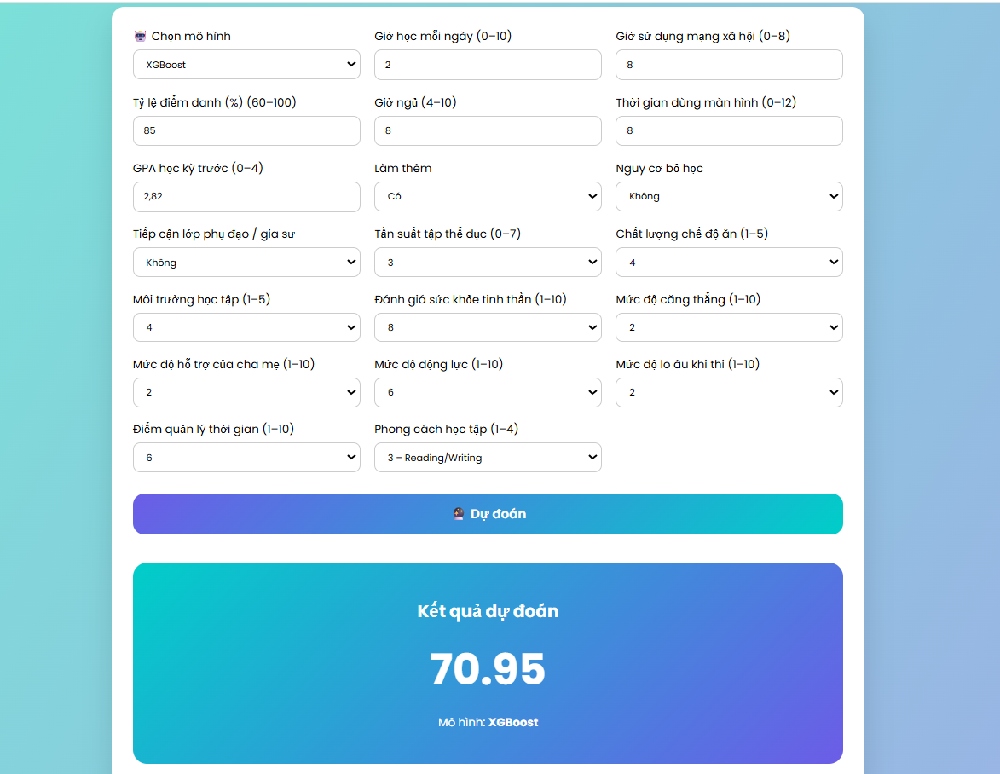 Chọn mô hình
Giờ học mỗi ngày (0–10)
Giờ sử dụng mạng xã hội (0–8)
XGBoost
2
8
Tỷ lệ điểm danh (%) (60–100)
Giờ ngủ (4–10)
Thời gian dùng màn hình (0–12)
85
8
8
GPA học kỳ trước (0–4)
Làm thêm
Nguy cơ bỏ học
2,82
Có
Không
Tiếp cận lớp phụ đạo / gia sư
Tần suất tập thể dục (0–7)
Chất lượng chế độ ăn (1–5)
Không
3
4
Môi trường học tập (1–5)
Đánh giá sức khỏe tinh thần (1–10)
Mức độ căng thẳng (1–10)
4
8
2
Mức độ hỗ trợ của cha mẹ (1–10)
Mức độ động lực (1–10)
Mức độ lo âu khi thi (1–10)
2
6
2
Điểm quản lý thời gian (1–10)
Phong cách học tập (1–4)
6
3 – Reading/Writing
Dự đoán
Kết quả dự đoán
70.95
Mô hình: XGBoost